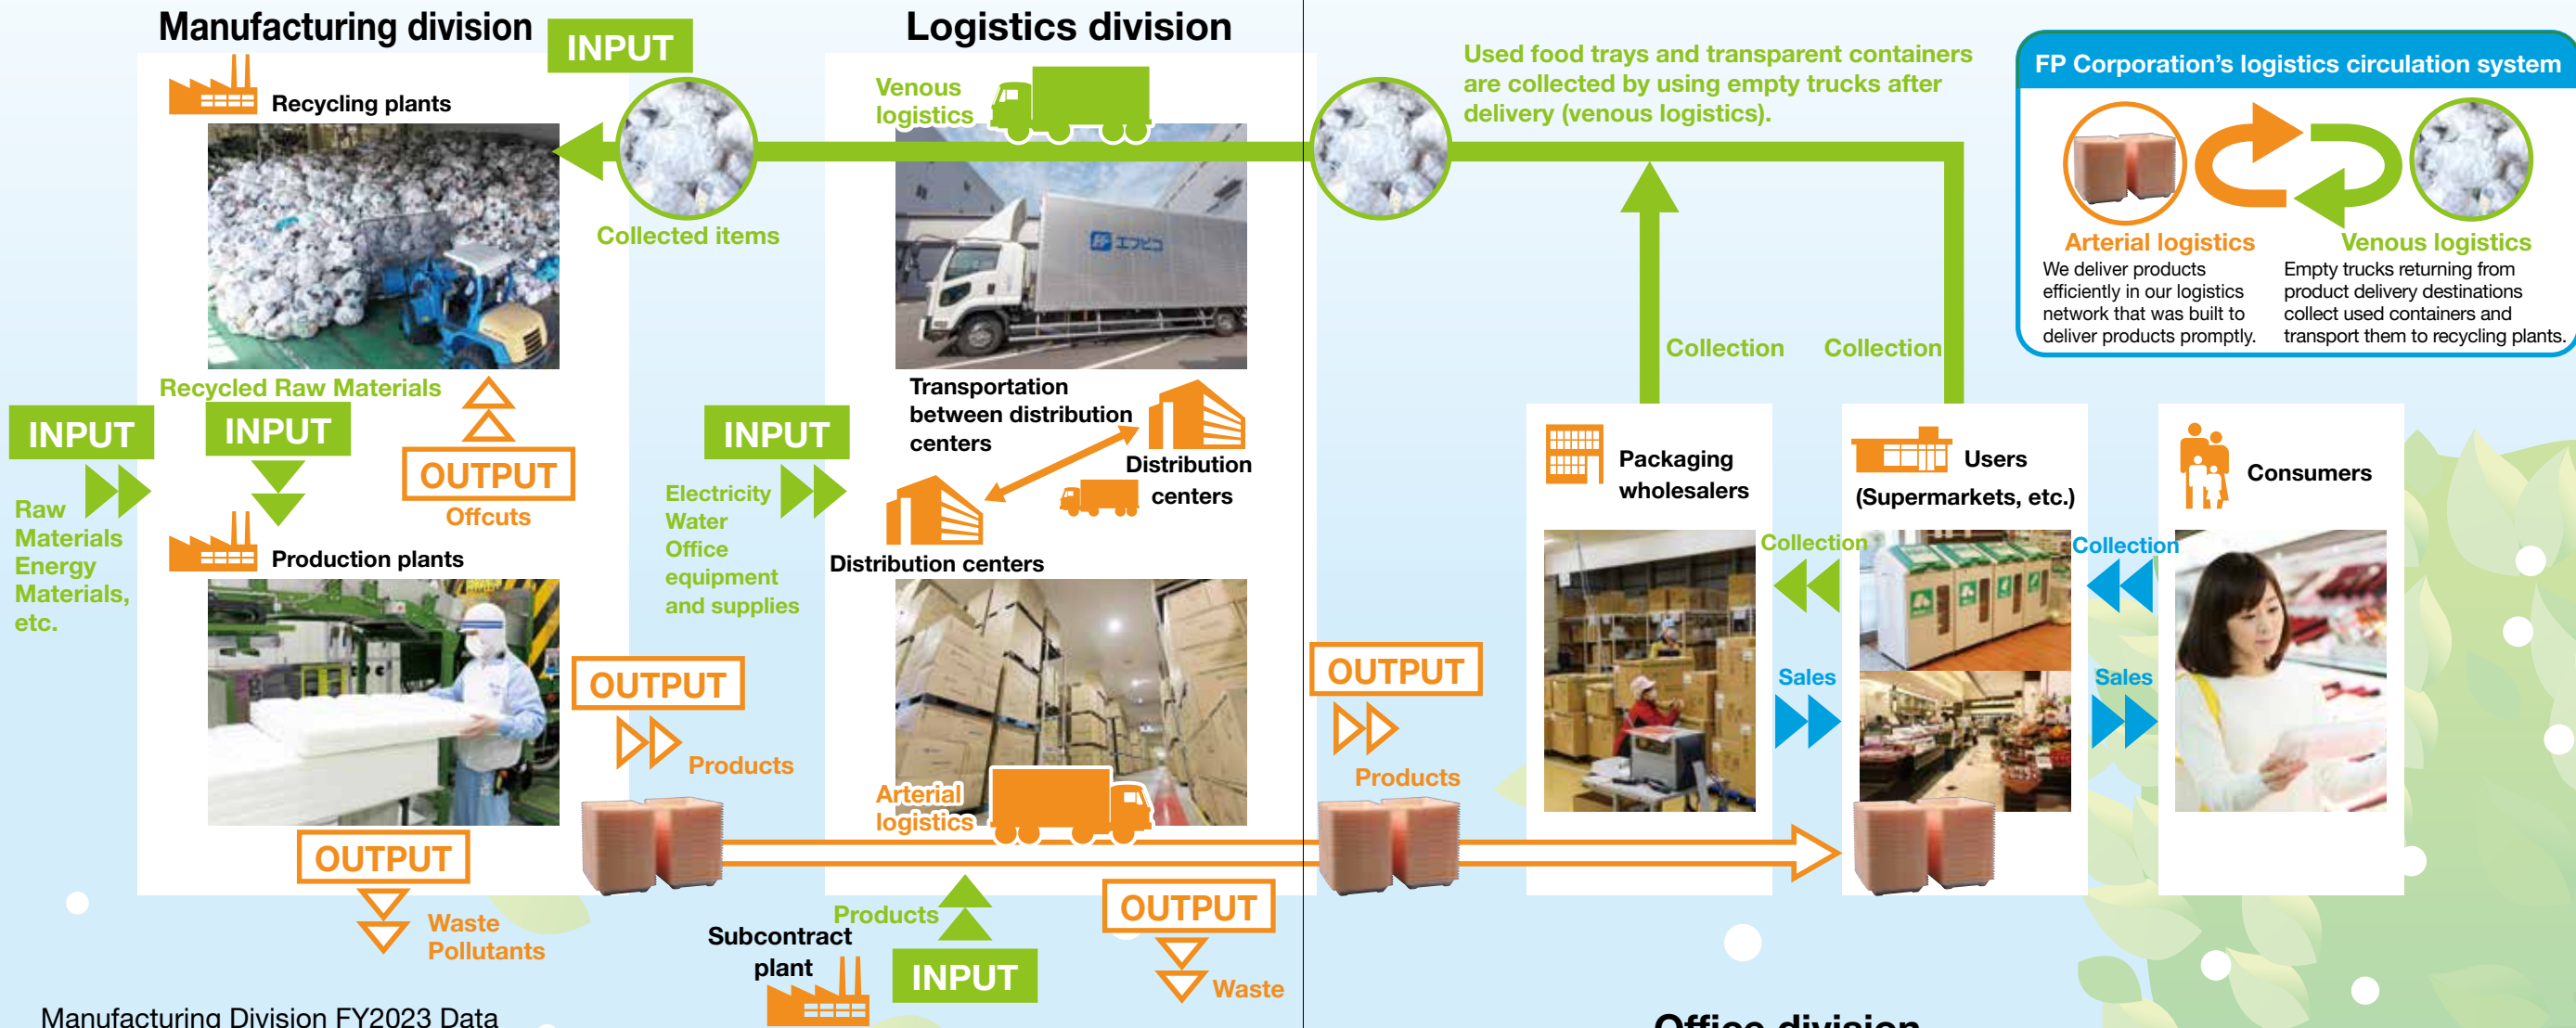 Manufacturing division
INPUT
Recycling plants
Collected items
Recycled Raw Materials
INPUT
INPUT
Raw
Materials
Energy
Materials,
etc.
OUTPUT
Offcuts
Production plants
OUTPUT
Waste
Pollutants
OUTPUT
Products
Logistics division
Venous
logistics
エフピコ
Transportation
between distribution
centers
Distribution
centers
Distribution centers
INPUT
Electricity
Water
Office
equipment
and supplies
Arterial
logistics
Products
INPUT
Subcontract
plant
OUTPUT
Waste
Used food trays and transparent containers
are collected by using empty trucks after
delivery (venous logistics).
Collection
Collection
OUTPUT
Products
Packaging
wholesalers
Collection
Sales
Users
(Supermarkets, etc.)
Collection
Sales
Consumers
FP Corporation’s logistics circulation system
Arterial logistics
We deliver products
efficiently in our logistics
network that was built to
deliver products promptly.
Venous logistics
Empty trucks returning from
product delivery destinations
collect used containers and
transport them to recycling plants.
Manufacturing Division FY2023 Data
Office division